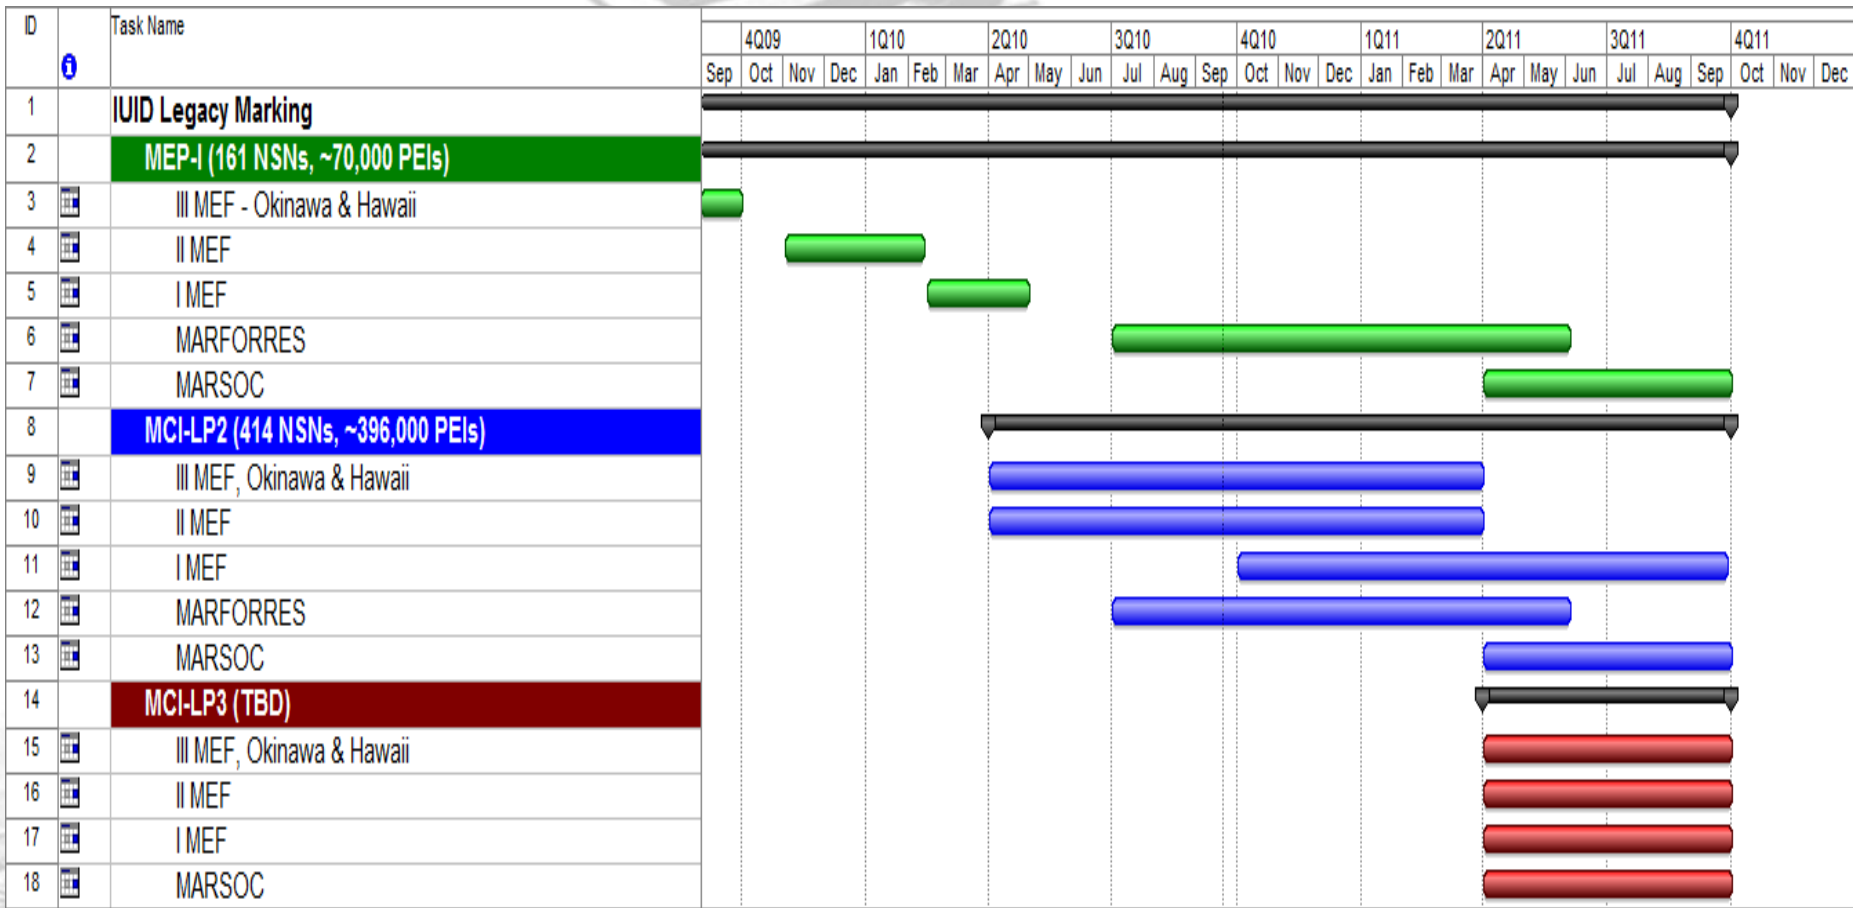 ID Task Name
4Q09 1Q10 2Q10 3Q10 4Q10 1Q11 2Q11 3Q11 4Q11
Sep Oct Nov Dec Jan Feb Mar Apr May Jun Jul Aug Sep Oct Nov Dec Jan Feb Mar Apr May Jun Jul Aug Sep Oct Nov Dec
1 IUID Legacy Marking
2 MEP-I (161 NSNs, ~70,000 PEIs)
3 III MEF - Okinawa & Hawaii
4 II MEF
5 I MEF
6 MARFORRES
7 MARSOC
8 MCI-LP2 (414 NSNs, ~396,000 PEIs)
9 III MEF, Okinawa & Hawaii
10 II MEF
11 I MEF
12 MARFORRES
13 MARSOC
14 MCI-LP3 (TBD)
15 III MEF, Okinawa & Hawaii
16 II MEF
17 I MEF
18 MARSOC